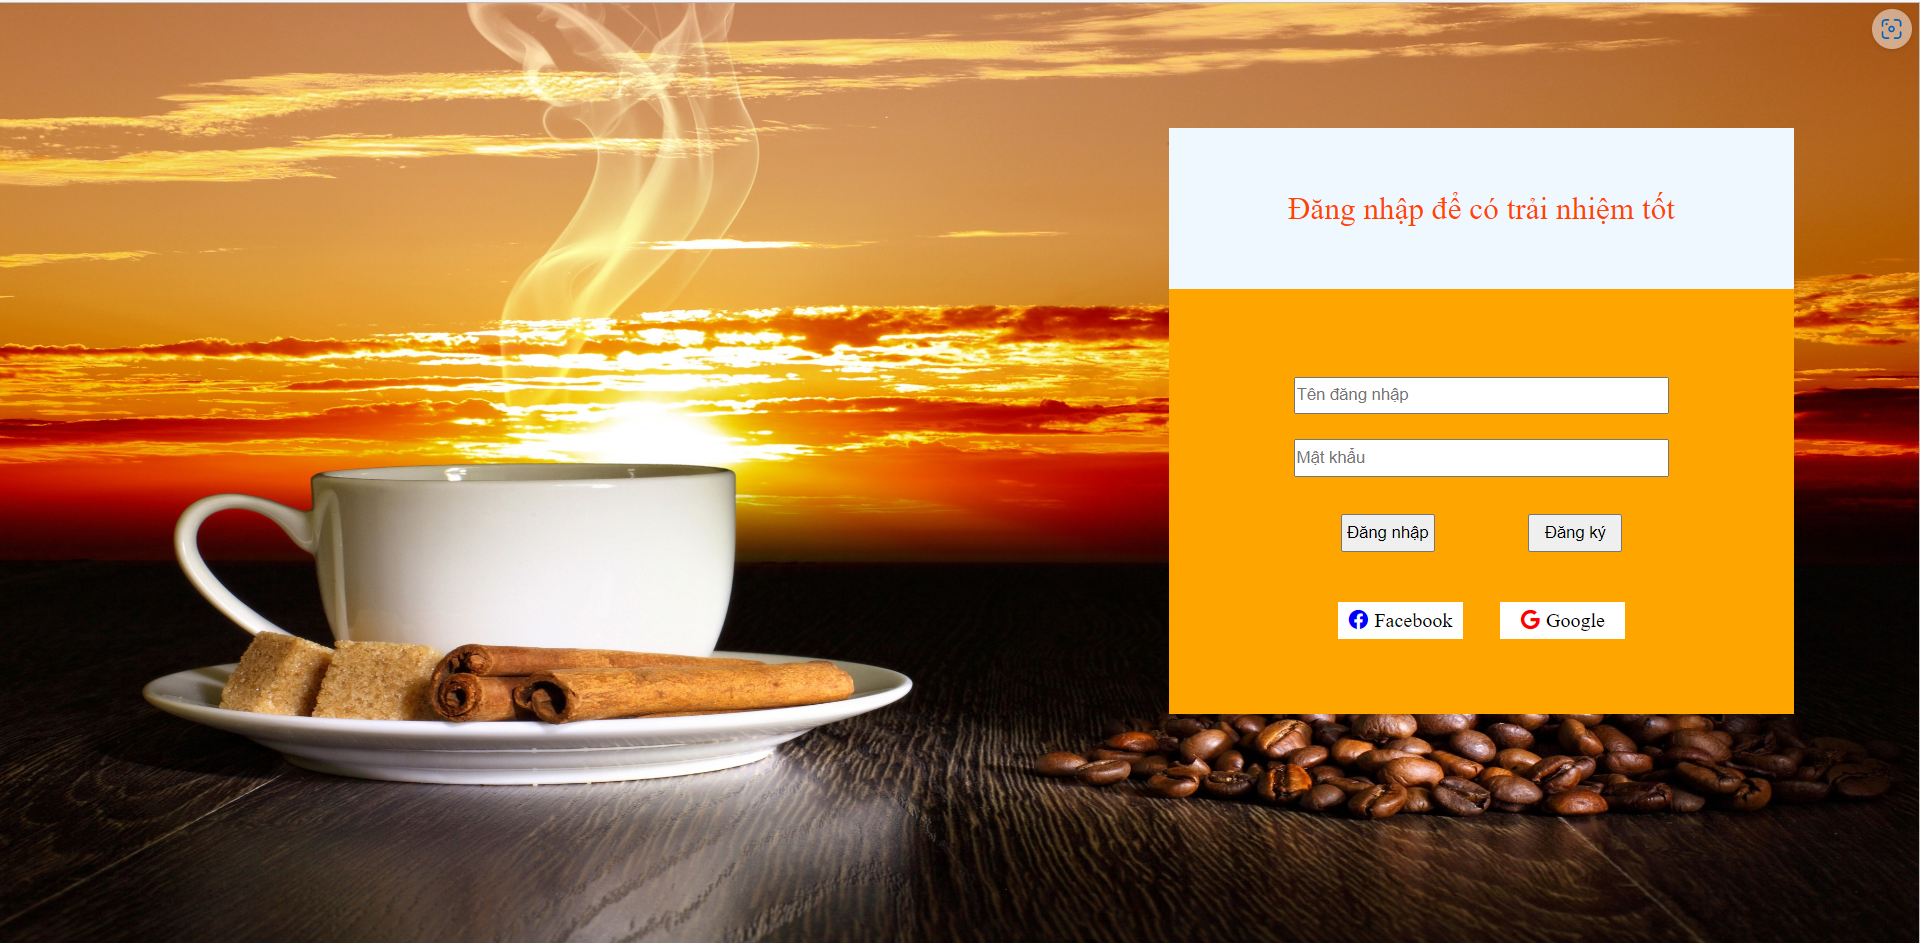 Đăng nhập để có trải nhiệm tốt
Tên đăng nhập
Mật khẩu
Đăng nhập
Đăng ký
Facebook
Google